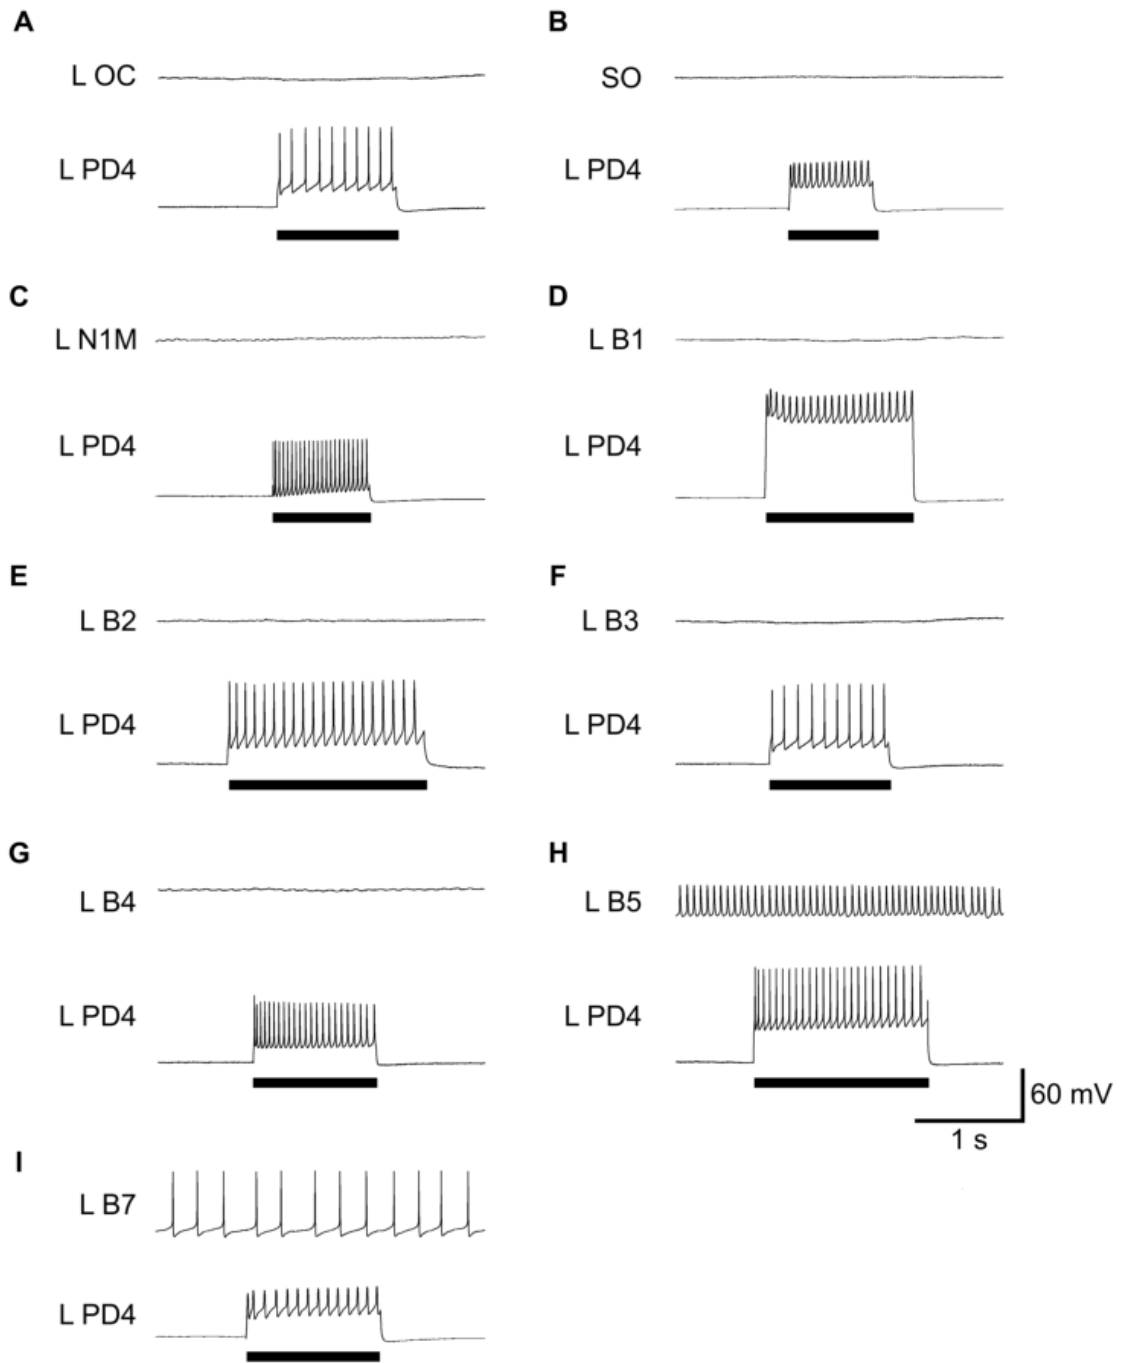 A
L OC
L PD4
B
SO
L PD4
C
L N1M
L PD4
D
L B1
L PD4
E
L B2
L PD4
F
L B3
L PD4
G
L B4
L PD4
H
L B5
L PD4
60 mV
1 s
I
L B7
L PD4